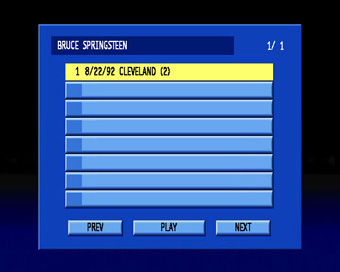 BRUCE SPRINGSTEEN 1/ 1
1 8/22/92 CLEVELAND (2)
PREV PLAY NEXT